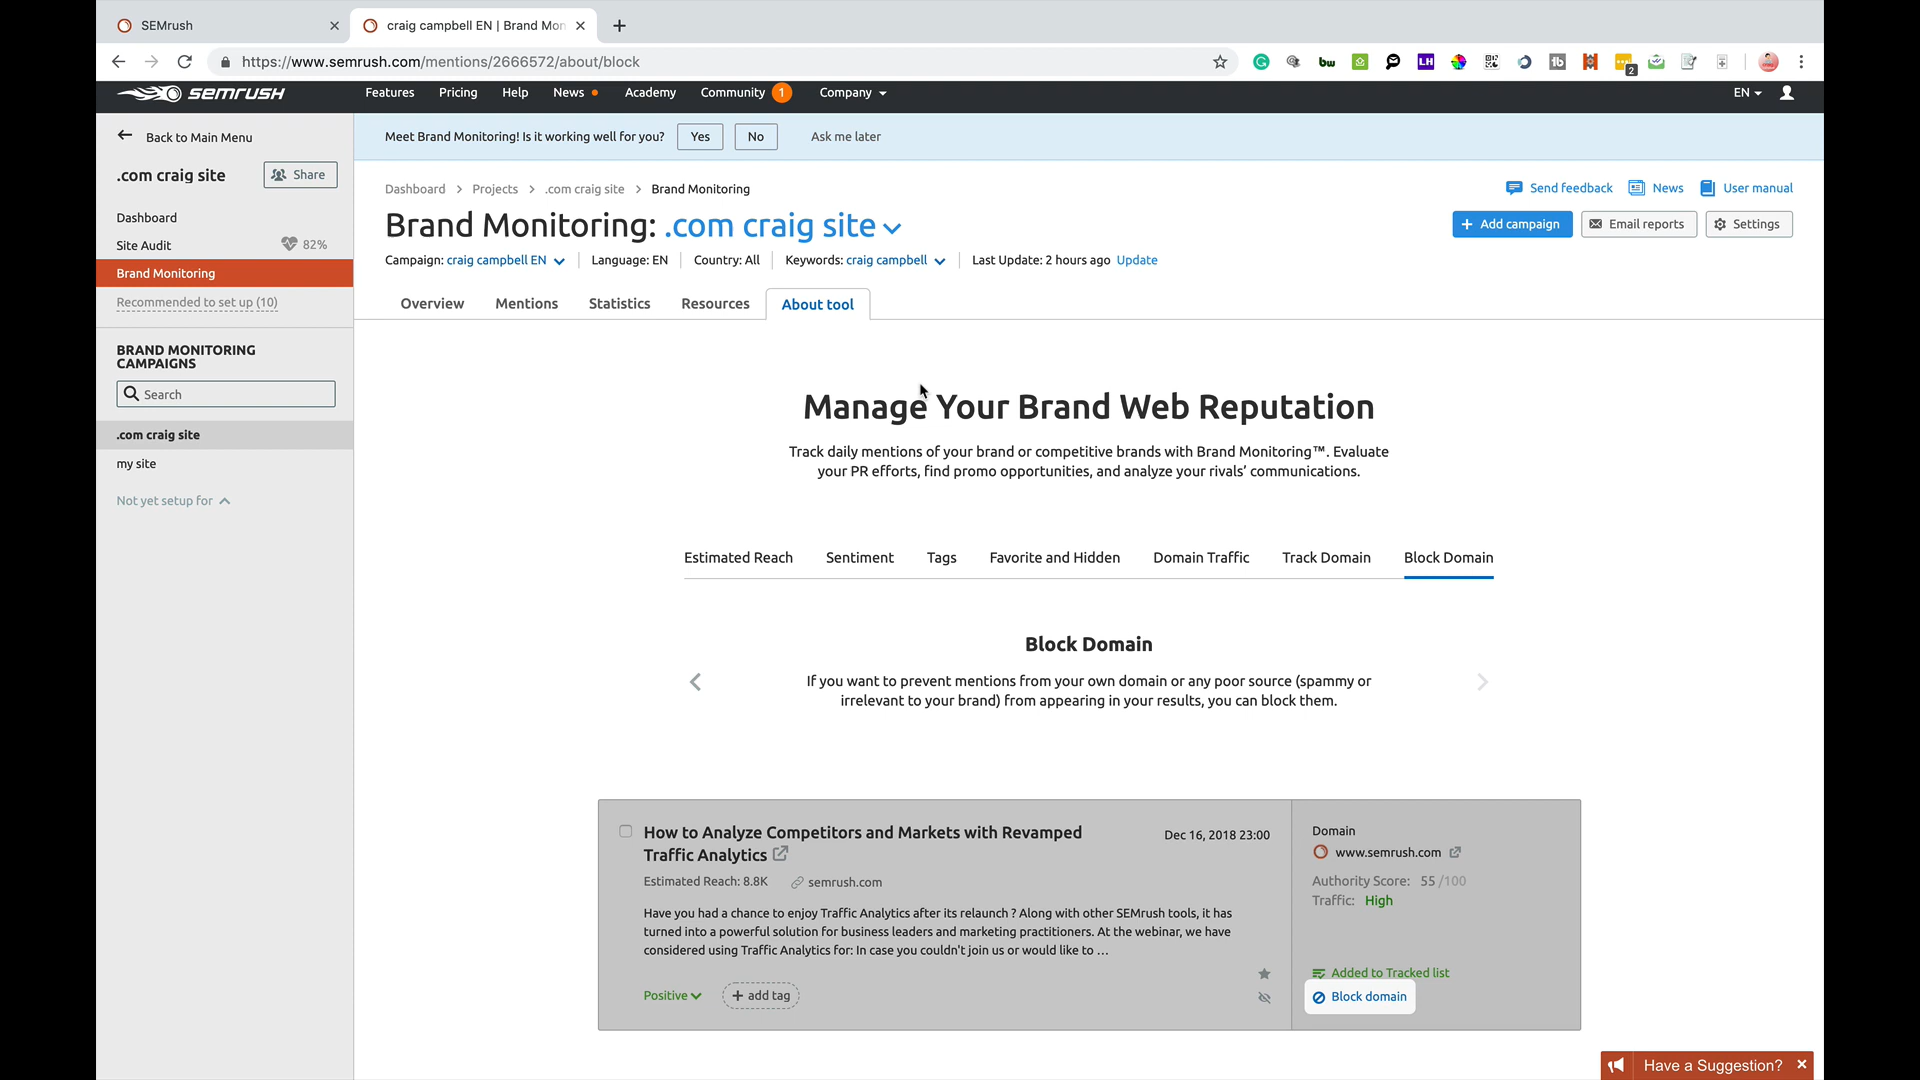 SEMrush
craig campbell EN | Brand Mon
https://www.semrush.com/mentions/2666572/about/block
bw
LH
tb
2
SEMRUSH
Features Pricing Help News Academy Community 1 Company
EN
Back to Main Menu
.com craig site Share
Dashboard
Site Audit 82%
Brand Monitoring
Recommended to set up (10)
BRAND MONITORING
CAMPAIGNS
Search
.com craig site
my site
Not yet setup for
Meet Brand Monitoring! Is it working well for you? Yes No Ask me later
Dashboard > Projects > .com craig site > Brand Monitoring
Send feedback News User manual
Brand Monitoring: .com craig site
+ Add campaign Email reports Settings
Campaign: craig campbell EN Language: EN Country: All Keywords: craig campbell Last Update: 2 hours ago Update
Overview Mentions Statistics Resources About tool
Manage Your Brand Web Reputation
Track daily mentions of your brand or competitive brands with Brand Monitoring™. Evaluate
your PR efforts, find promo opportunities, and analyze your rivals’ communications.
Estimated Reach Sentiment Tags Favorite and Hidden Domain Traffic Track Domain Block Domain
Block Domain
If you want to prevent mentions from your own domain or any poor source (spammy or
irrelevant to your brand) from appearing in your results, you can block them.
How to Analyze Competitors and Markets with Revamped
Traffic Analytics
Dec 16, 2018 23:00
Estimated Reach: 8.8K semrush.com
Have you had a chance to enjoy Traffic Analytics after its relaunch ? Along with other SEMrush tools, it has
turned into a powerful solution for business leaders and marketing practitioners. At the webinar, we have
considered using Traffic Analytics for: In case you couldn't join us or would like to ...
Positive + add tag
Domain
www.semrush.com
Authority Score: 55 /100
Traffic: High
Added to Tracked list
Block domain
Have a Suggestion? ×